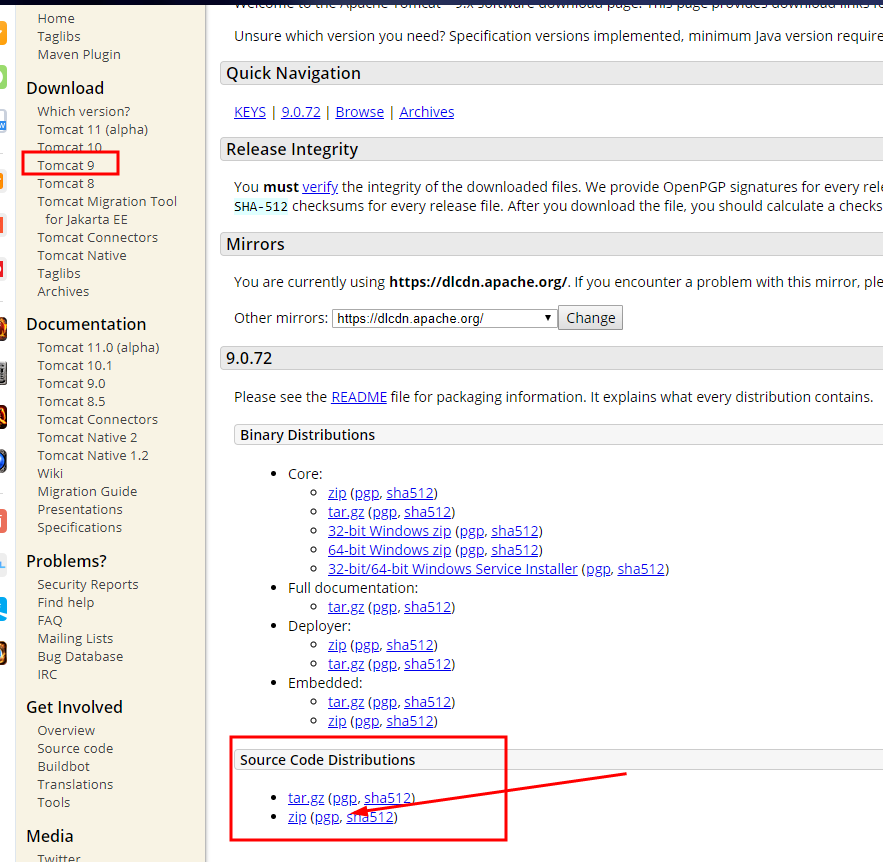 Home
Taglibs
Maven Plugin
Download
Which version?
Tomcat 11 (alpha)
Tomcat 10
Tomcat 9
Tomcat 8
Tomcat Migration Tool
for Jakarta EE
Tomcat Connectors
Tomcat Native
Taglibs
Archives
Documentation
Tomcat 11.0 (alpha)
Tomcat 10.1
Tomcat 9.0
Tomcat 8.5
Tomcat Connectors
Tomcat Native 2
Tomcat Native 1.2
Wiki
Migration Guide
Presentations
Specifications
Problems?
Security Reports
Find help
FAQ
Mailing Lists
Bug Database
IRC
Get Involved
Overview
Source code
Buildbot
Translations
Tools
Media
Twitter
Welcome to the Apache Tomcat 9.x software download page. This page provides download links
Unsure which version you need? Specification versions implemented, minimum Java version require
Quick Navigation
KEYS | 9.0.72 | Browse | Archives
Release Integrity
You must verify the integrity of the downloaded files. We provide OpenPGP signatures for every rele
SHA-512 checksums for every release file. After you download the file, you should calculate a checks
Mirrors
You are currently using https://dlcdn.apache.org/. If you encounter a problem with this mirror, ple
Other mirrors: https://dlcdn.apache.org/ Change
9.0.72
Please see the README file for packaging information. It explains what every distribution contains.
Binary Distributions
Core:
zip (pgp, sha512)
tar.gz (pgp, sha512)
32-bit Windows zip (pgp, sha512)
64-bit Windows zip (pgp, sha512)
32-bit/64-bit Windows Service Installer (pgp, sha512)
Full documentation:
tar.gz (pgp, sha512)
Deployer:
zip (pgp, sha512)
tar.gz (pgp, sha512)
Embedded:
tar.gz (pgp, sha512)
zip (pgp, sha512)
Source Code Distributions
tar.gz (pgp, sha512)
zip (pgp, sha512)